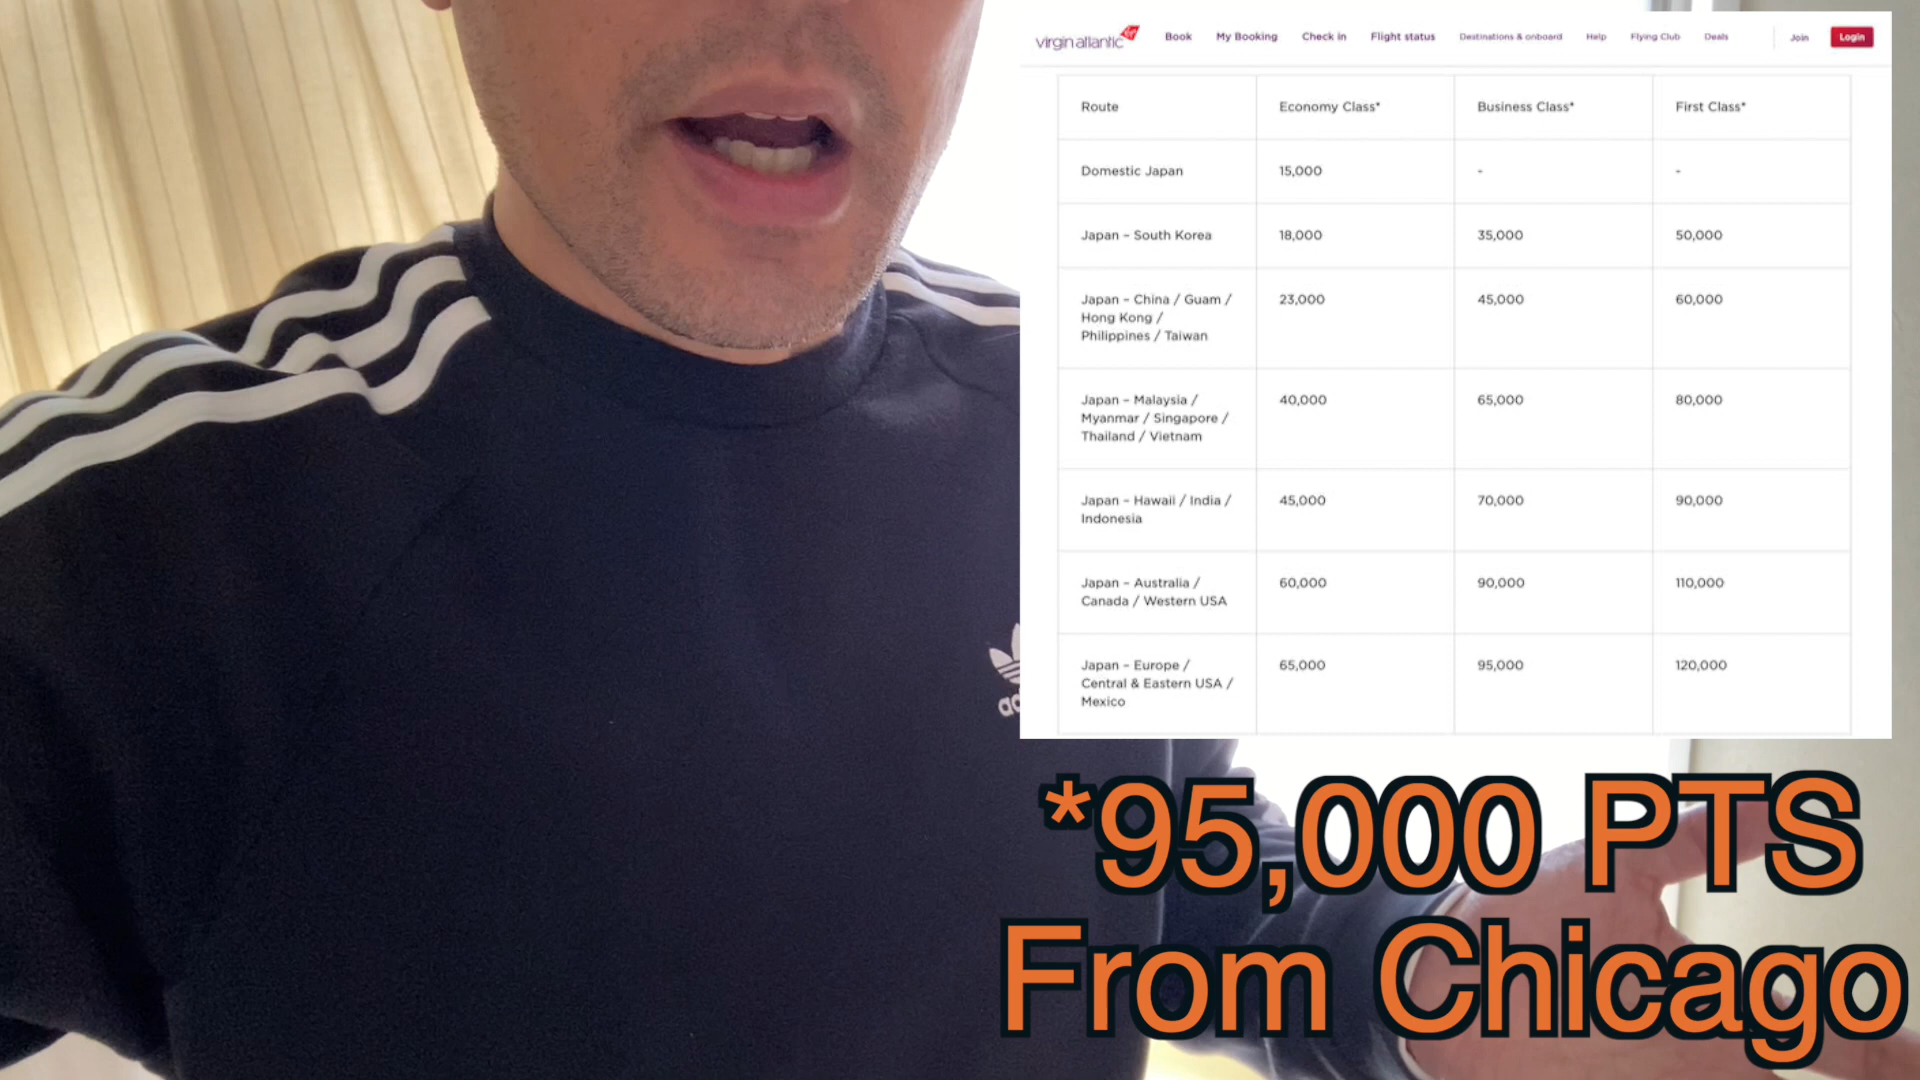 virgin atlantic Book My Booking Check in Flight status Destinations & onboard Help Flying Club Deals Join Login
Route Economy Class* Business Class* First Class*
Domestic Japan 15,000 - -
Japan – South Korea 18,000 35,000 50,000
Japan – China / Guam / 23,000 45,000 60,000
Hong Kong /
Philippines / Taiwan
Japan – Malaysia / 40,000 65,000 80,000
Myanmar / Singapore /
Thailand / Vietnam
Japan – Hawaii / India / 45,000 70,000 90,000
Indonesia
Japan – Australia / 60,000 90,000 110,000
Canada / Western USA
Japan – Europe / 65,000 95,000 120,000
Central & Eastern USA /
Mexico
*95,000 PTS
From Chicago